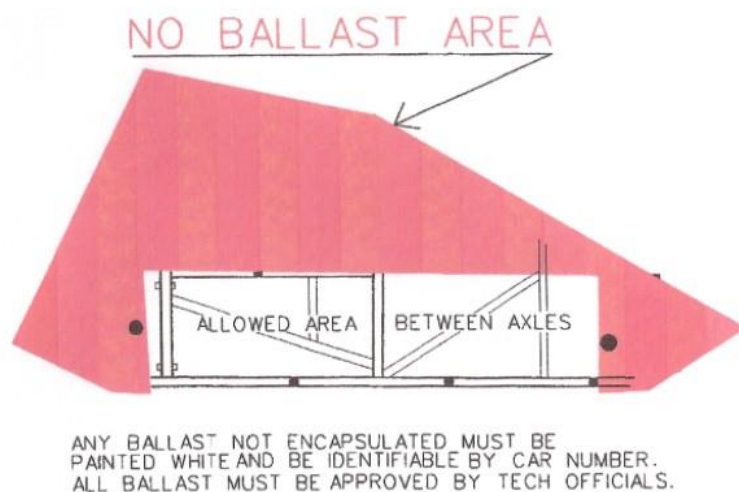 NO BALLAST AREA
ALLOWED AREA
BETWEEN AXLES
ANY BALLAST NOT ENCAPSULATED MUST BE
PAINTED WHITE AND BE IDENTIFIABLE BY CAR NUMBER.
ALL BALLAST MUST BE APPROVED BY TECH OFFICIALS.